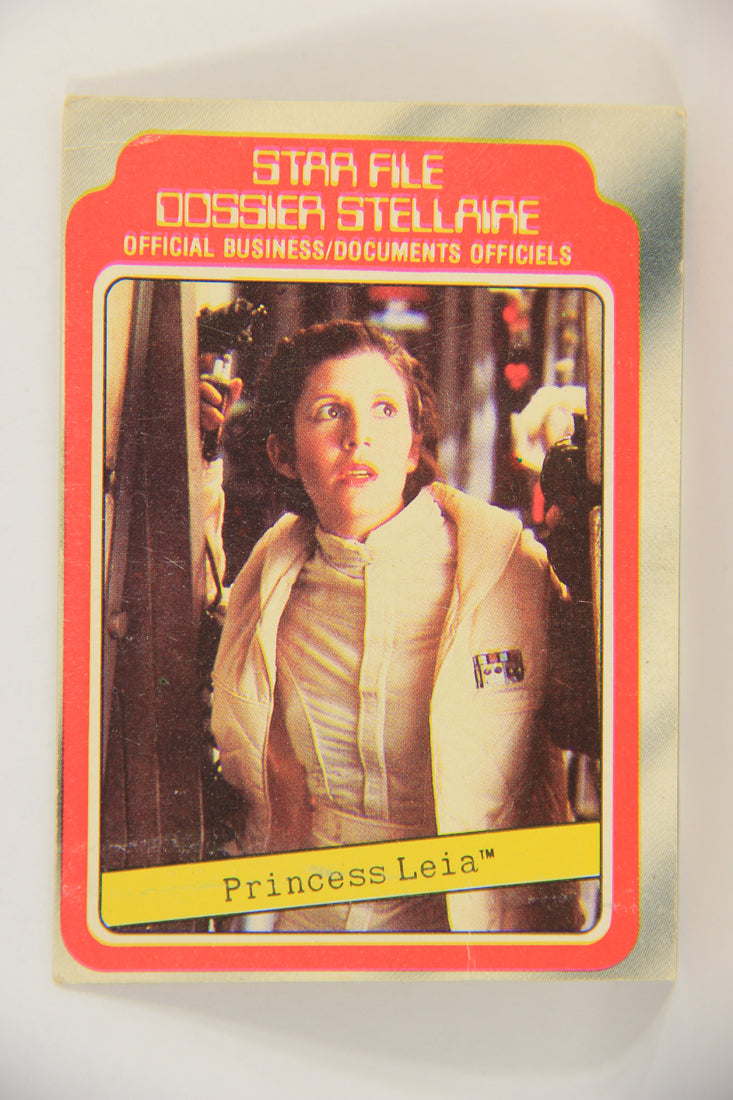 STAR FILE
DOSSIER STELLAIRE
OFFICIAL BUSINESS/DOCUMENTS OFFICIELS
Princess Leia™